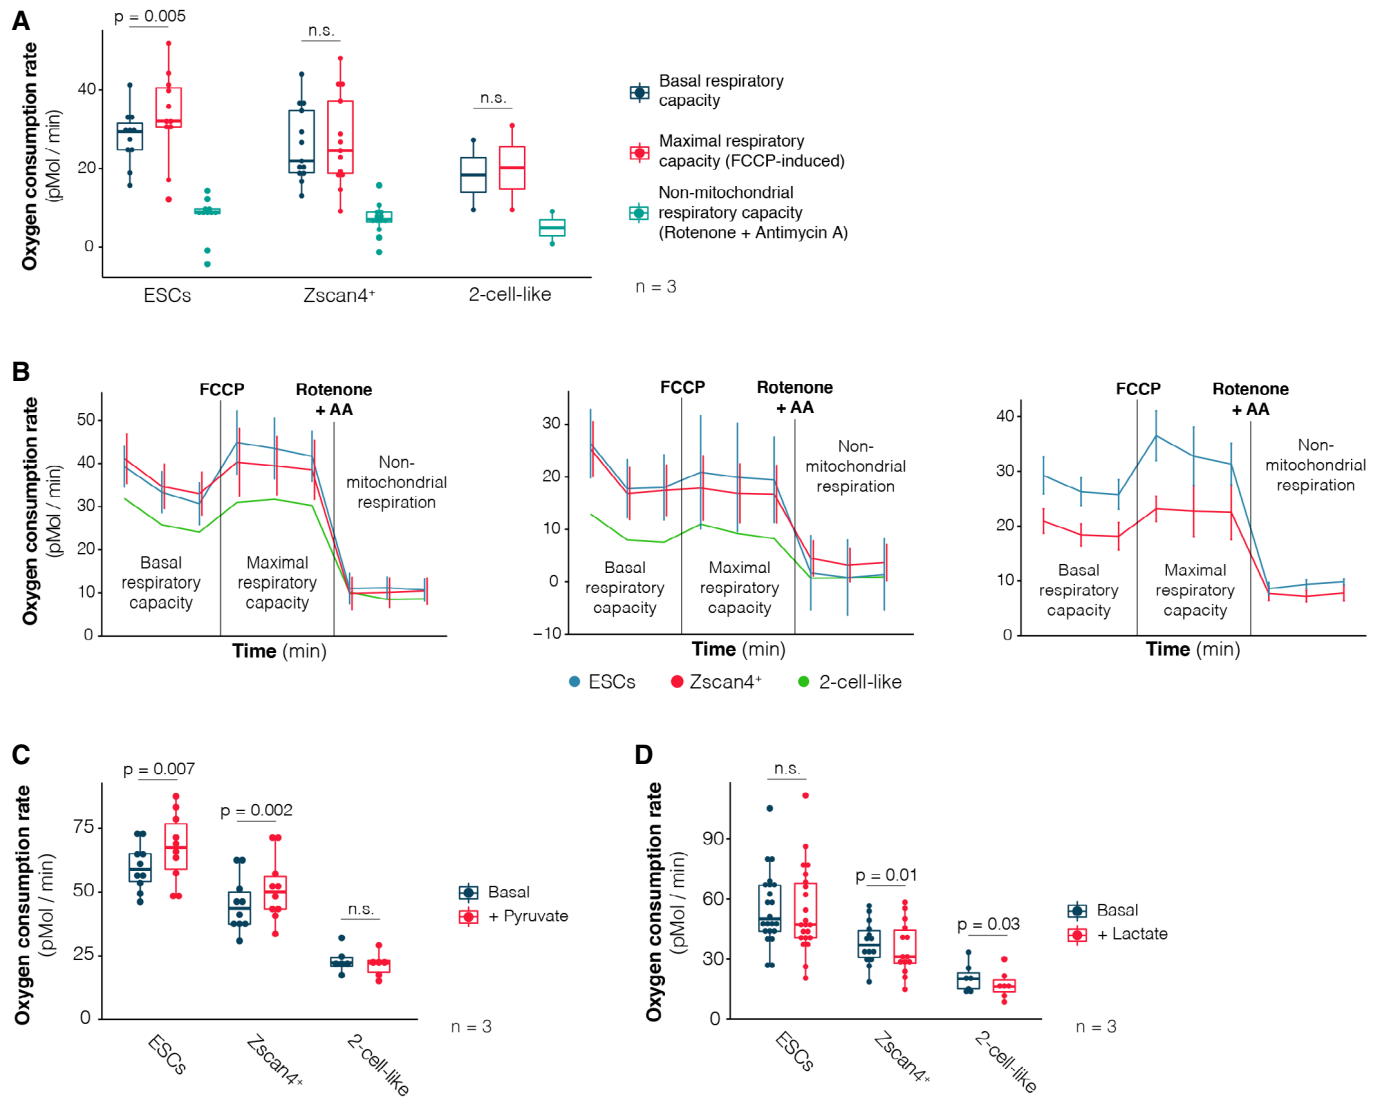 A
p = 0.005
n.s.
n.s.
Oxygen consumption rate
(pMol / min)
40
20
0
ESCs
Zscan4⁺
2-cell-like
Basal respiratory
capacity
Maximal respiratory
capacity (FCCP-induced)
Non-mitochondrial
respiratory capacity
(Rotenone + Antimycin A)
n = 3
B
Oxygen consumption rate
(pMol / min)
50
40
30
20
10
0
FCCP
Rotenone
+ AA
Non-
mitochondrial
respiration
Basal
respiratory
capacity
Maximal
respiratory
capacity
Time (min)
30
20
10
0
−10
FCCP
Rotenone
+ AA
Non-
mitochondrial
respiration
Basal
respiratory
capacity
Maximal
respiratory
capacity
Time (min)
40
30
20
10
0
FCCP
Rotenone
+ AA
Non-
mitochondrial
respiration
Basal
respiratory
capacity
Maximal
respiratory
capacity
Time (min)
ESCs
Zscan4⁺
2-cell-like
C
p = 0.007
p = 0.002
n.s.
Oxygen consumption rate
(pMol / min)
75
50
25
0
ESCs
Zscan4⁺
2-cell-like
Basal
+ Pyruvate
n = 3
D
n.s.
p = 0.01
p = 0.03
Oxygen consumption rate
(pMol / min)
90
60
30
0
ESCs
Zscan4⁺
2-cell-like
Basal
+ Lactate
n = 3